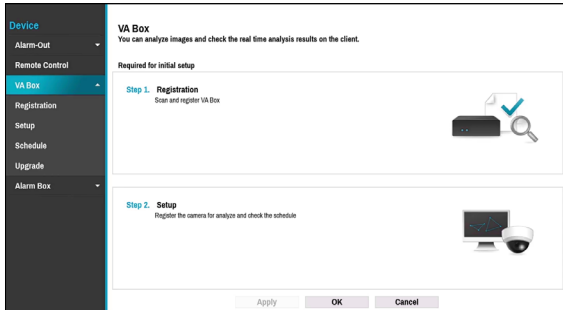 Device
Alarm-Out
Remote Control
VA Box
Registration
Setup
Schedule
Upgrade
Alarm Box
VA Box
You can analyze images and check the real time analysis results on the client.
Required for initial setup
Step 1. Registration
Scan and register VA Box
Step 2. Setup
Register the camera for analyze and check the schedule
Apply OK Cancel